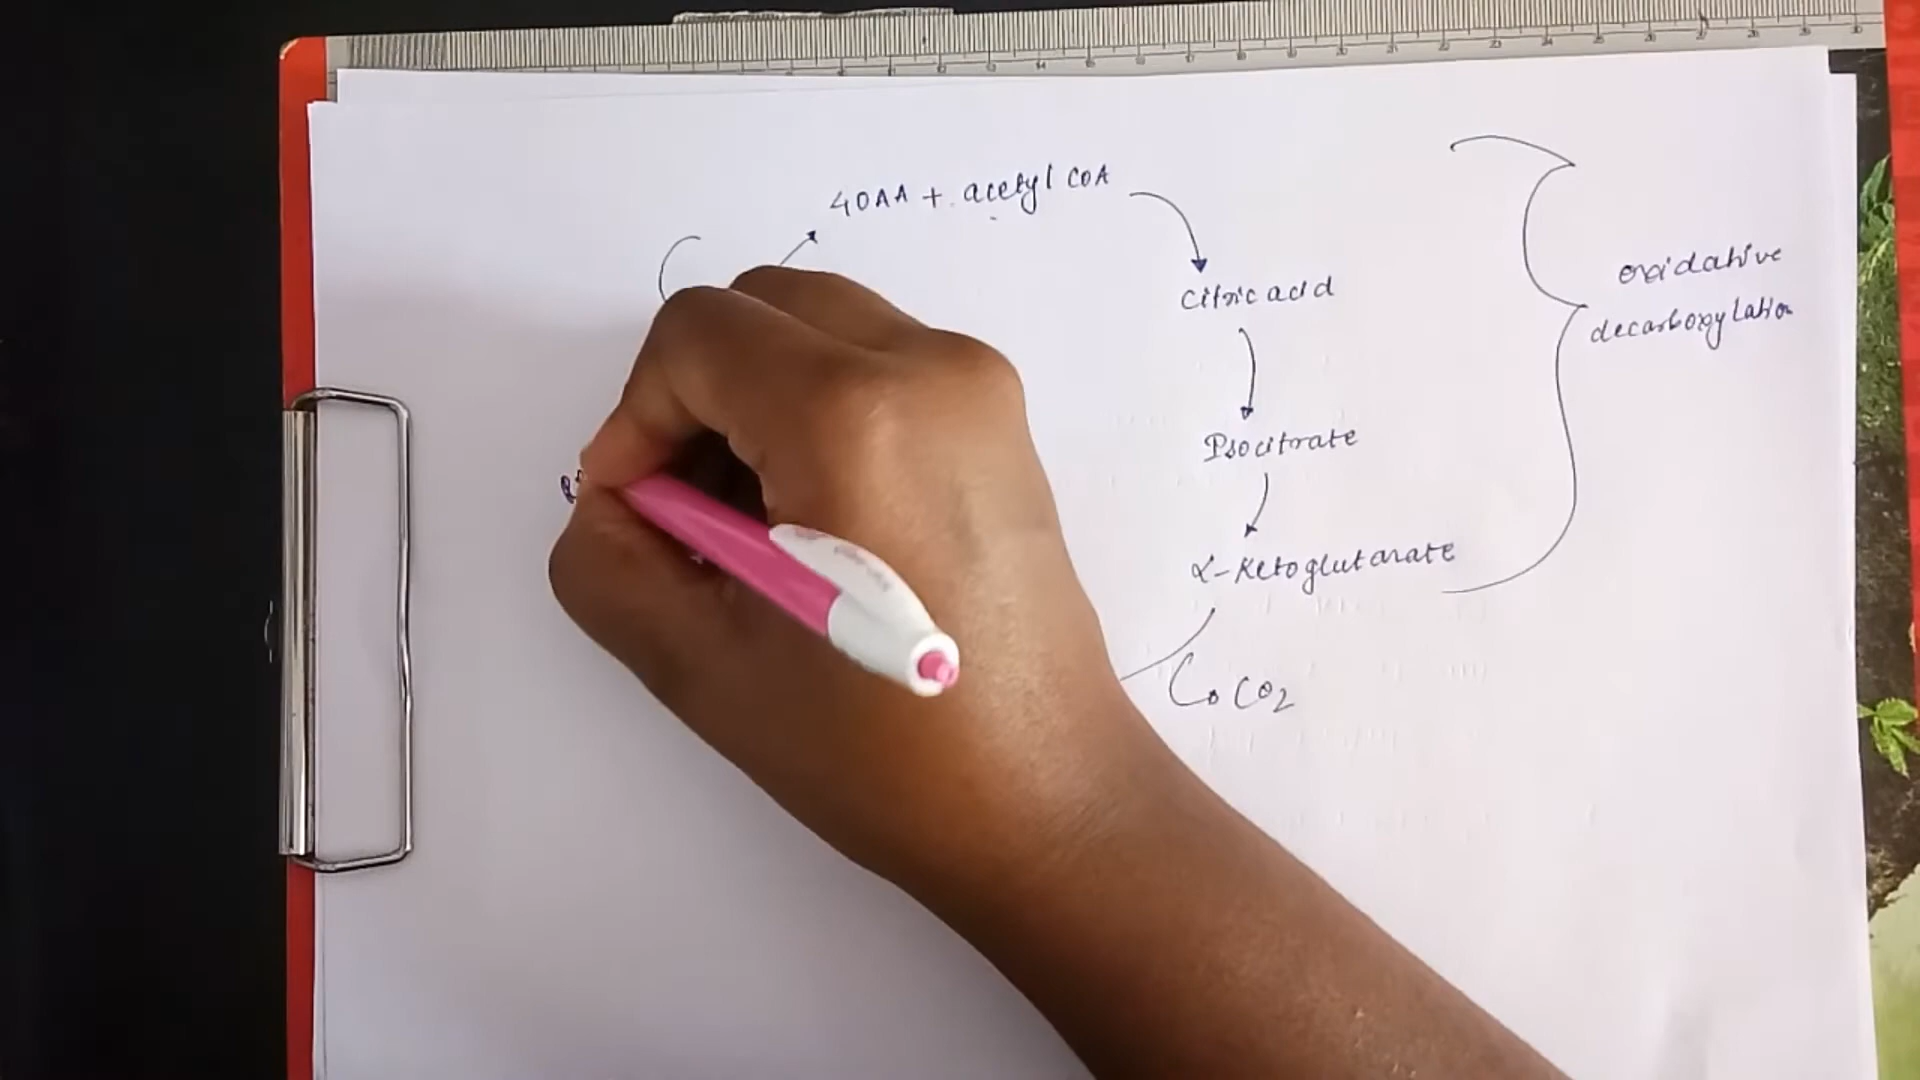 4OAA + acetyl COA
Citric acid
oxidative
decarboxylation
Isocitrate
α-Ketoglutarate
CO2